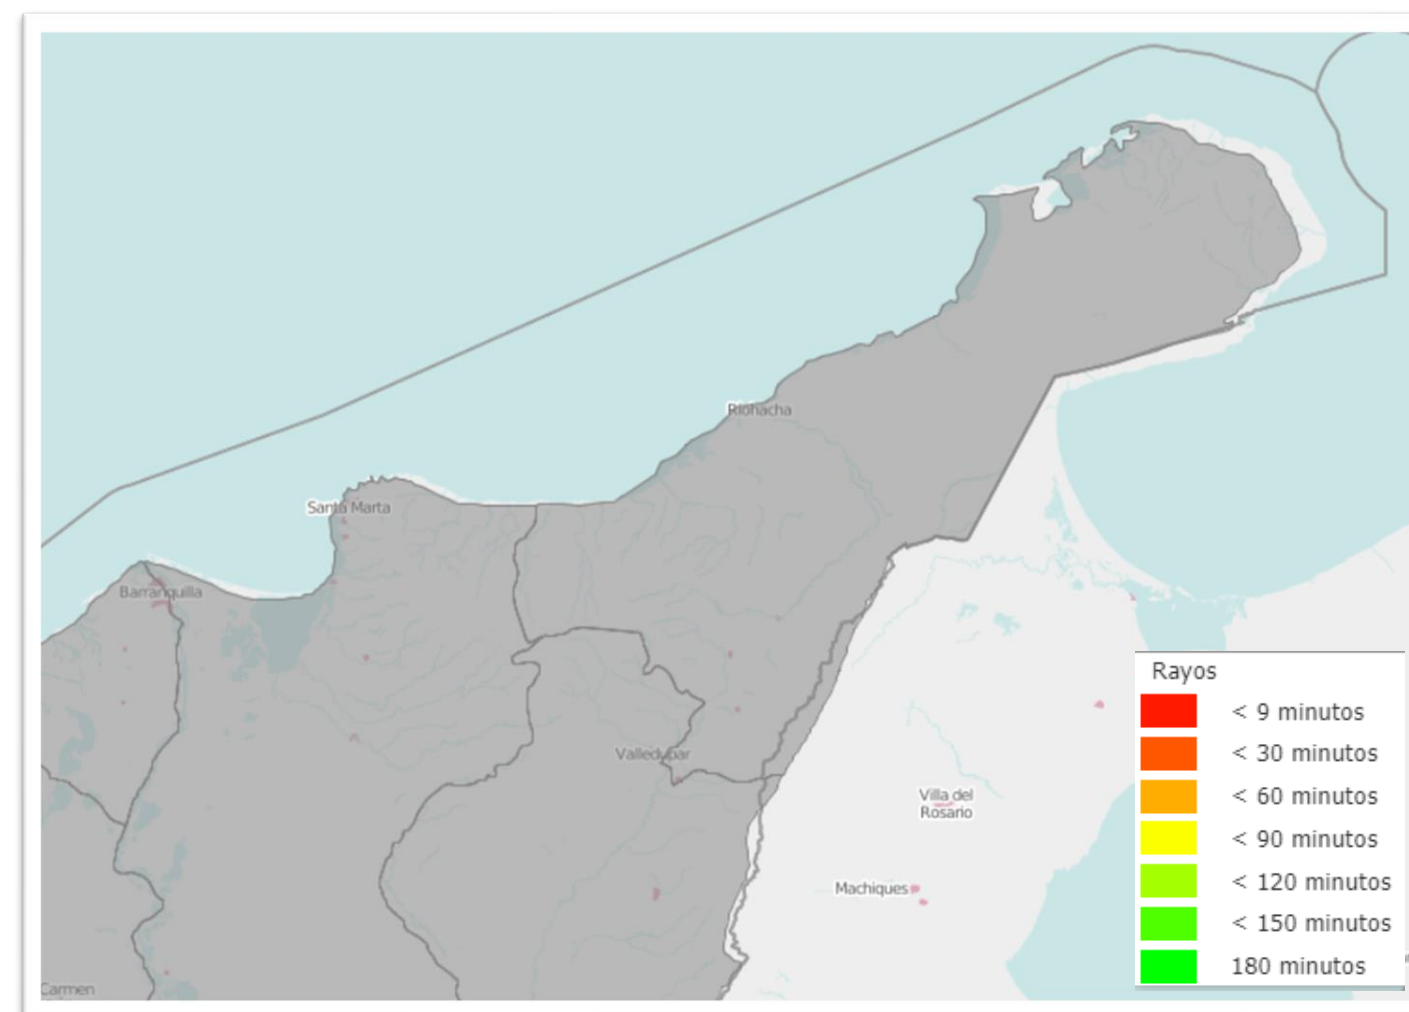 Riohacha
Santa Marta
Barranquilla
Valledupar
Villa del
Rosario
Machiques
Carmen
Rayos
< 9 minutos
< 30 minutos
< 60 minutos
< 90 minutos
< 120 minutos
< 150 minutos
180 minutos